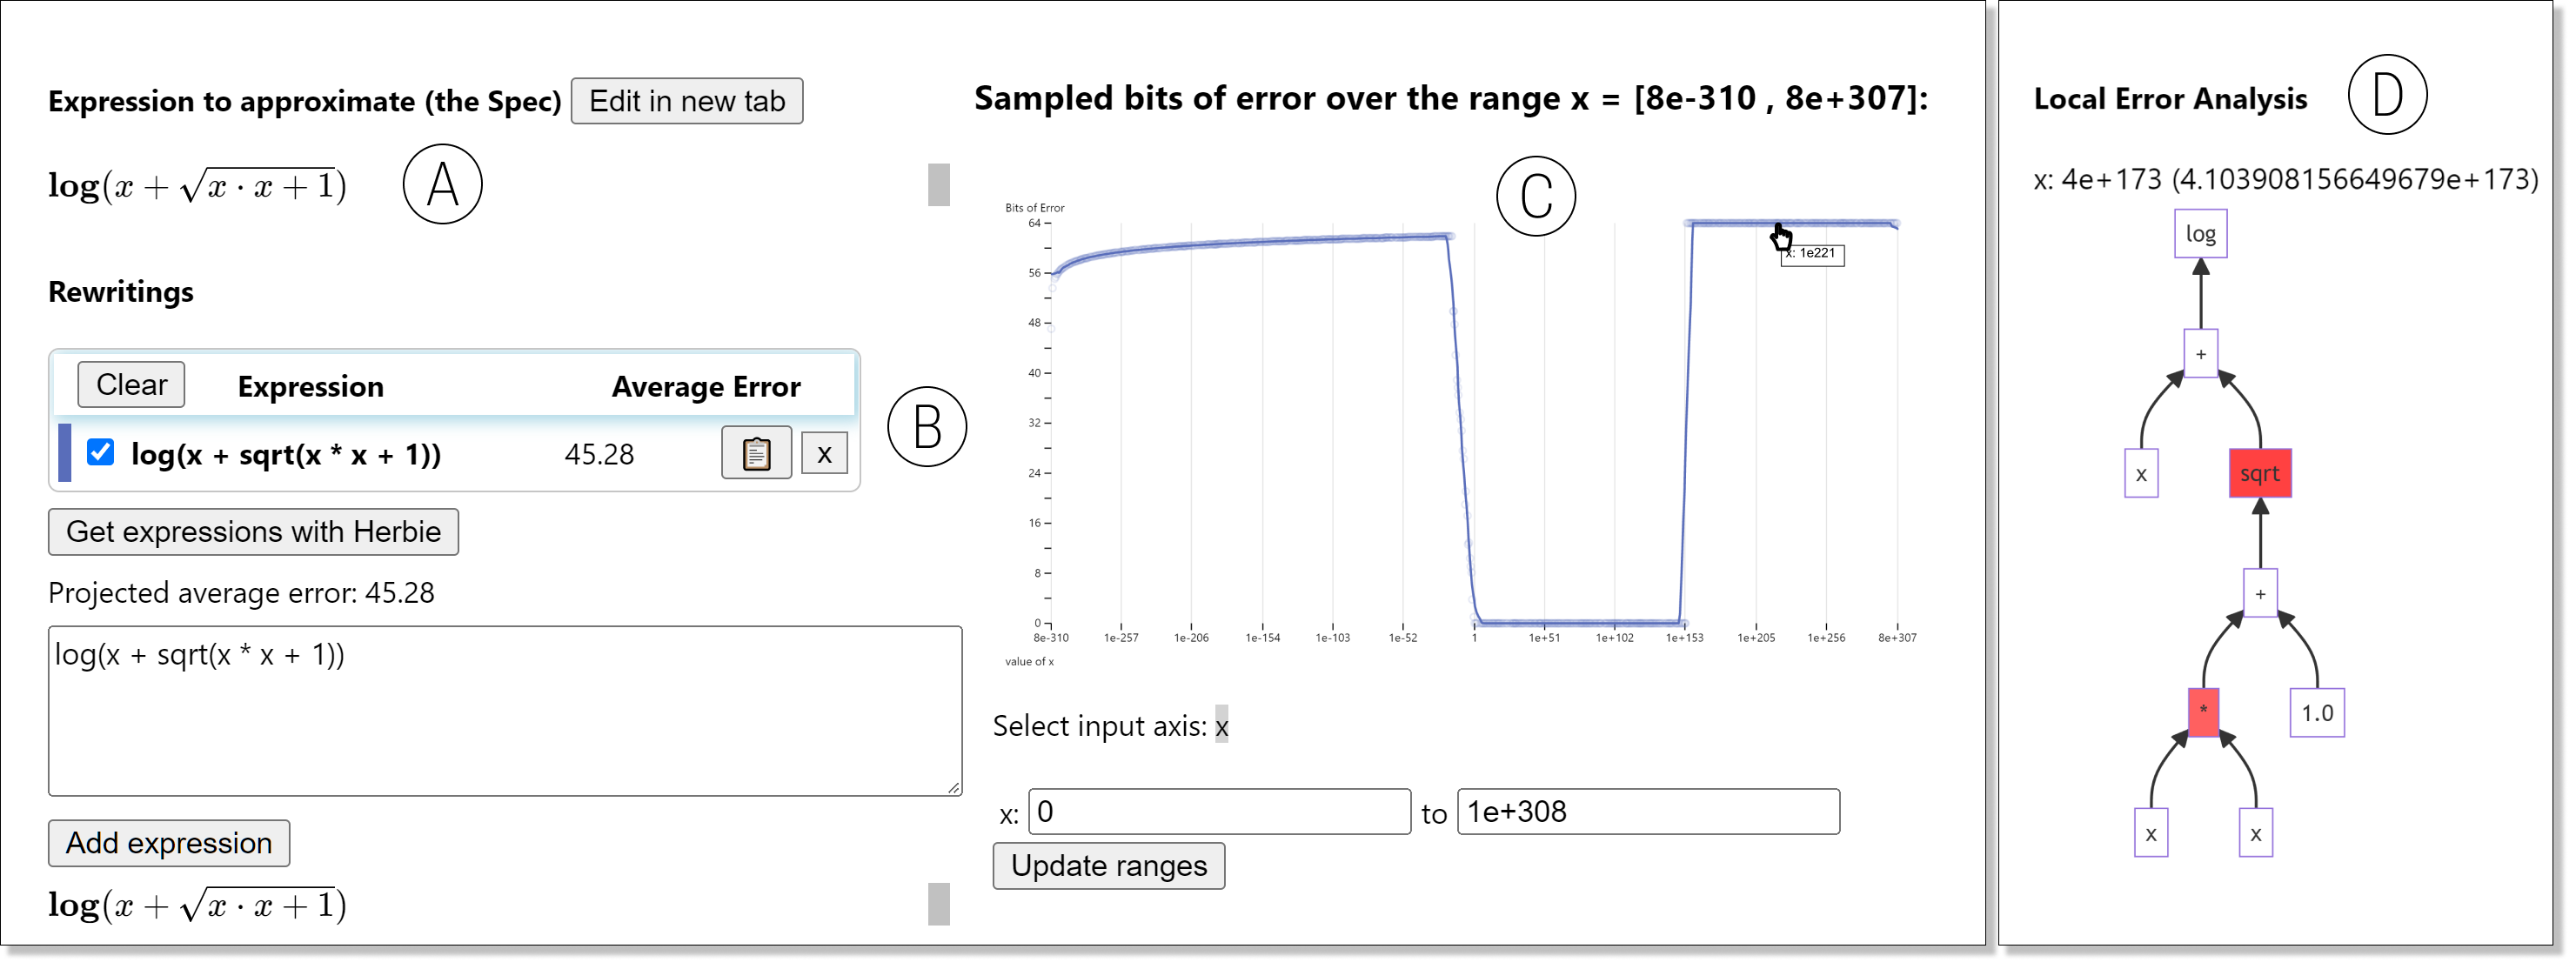 Expression to approximate (the Spec) Edit in new tab
log(x + √x · x + 1)
A
Rewritings
Clear Expression Average Error
log(x + sqrt(x * x + 1)) 45.28 x
B
Get expressions with Herbie
Projected average error: 45.28
log(x + sqrt(x * x + 1))
Add expression
log(x + √x · x + 1)
Sampled bits of error over the range x = [8e-310 , 8e+307]:
C
Bits of Error
64
56
48
40
32
24
16
8
0
x: 1e221
8e-310 1e-257 1e-206 1e-154 1e-103 1e-52 1 1e+51 1e+102 1e+153 1e+205 1e+256 8e+307
value of x
Select input axis: x
x: 0 to 1e+308
Update ranges
Local Error Analysis D
x: 4e+173 (4.103908156649679e+173)
log
+
x sqrt
+
* 1.0
x x